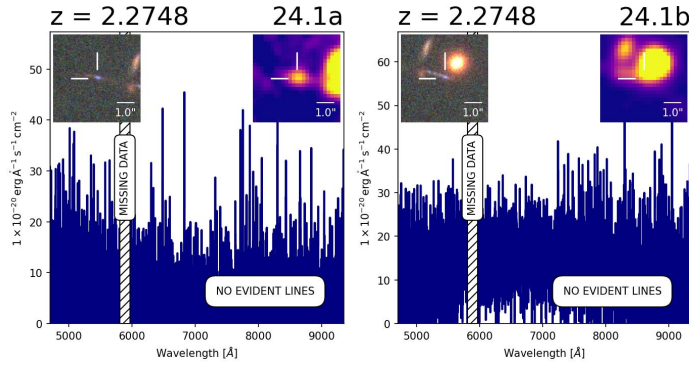 z = 2.2748 24.1a
1.0"
1.0"
MISSING DATA
NO EVIDENT LINES
50
40
30
20
10
0
1 × 10⁻²⁰ erg Å⁻¹ s⁻¹ cm⁻²
5000 6000 7000 8000 9000
Wavelength [Å]
z = 2.2748 24.1b
1.0"
1.0"
MISSING DATA
NO EVIDENT LINES
60
50
40
30
20
10
0
1 × 10⁻²⁰ erg Å⁻¹ s⁻¹ cm⁻²
5000 6000 7000 8000 9000
Wavelength [Å]